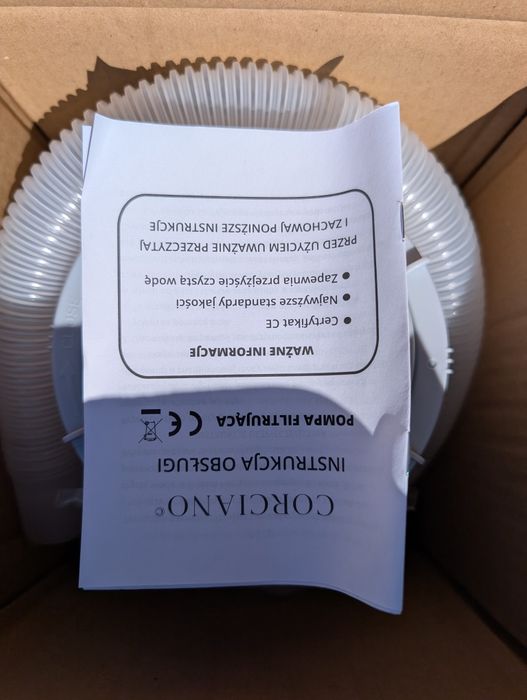 CORCIANO©
INSTRUKCJA OBSŁUGI
POMPA FILTRUJĄCA CE
WAŻNE INFORMACJE
● Certyfikat CE
● Najwyższe standardy jakości
● Zapewnia przejżyście czystą wodę
PRZED UŻYCIEM UWAŻNIE PRZECZYTAJ
I ZACHOWAJ PONIŻSZE INSTRUKCJE